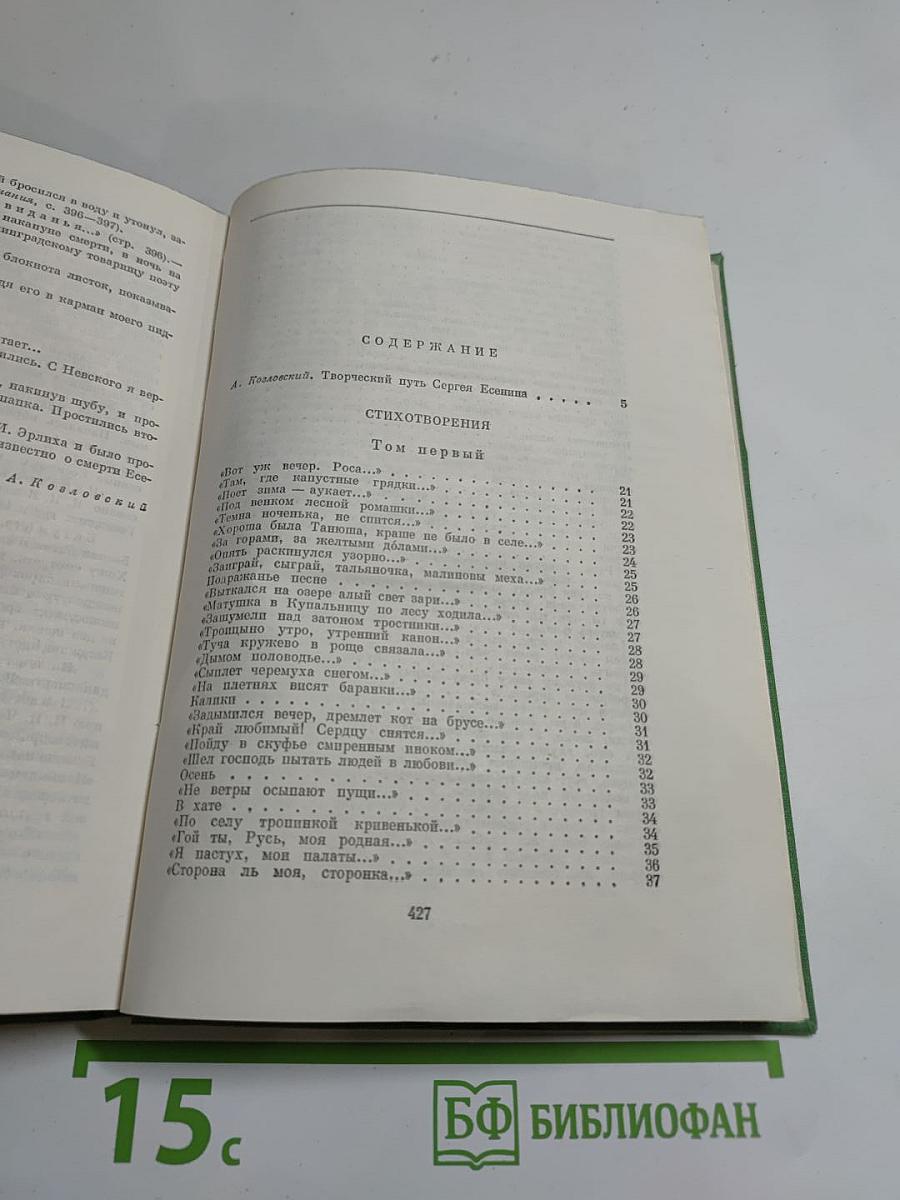 й бросился в воду и утонул, за-
нания, с. 396—397).
виданья...» (стр. 396).—
накануне смерти, в ночь на
нинградскому товарищу поэту
блокнота листок, показыва-
дя его в карман моего пид-
тает...
ились. С Невского я вер-
, накинув шубу, и про-
шапка. Простились вто-
И. Эрлиха и было про-
известно о смерти Есе-
А. Козловский
СОДЕРЖАНИЕ
А. Козловский. Творческий путь Сергея Есенина . . . . . 5
СТИХОТВОРЕНИЯ
Том первый
«Вот уж вечер. Роса...» 21
«Там, где капустные грядки...» 21
«Поет зима — аукает...» 22
«Под венком лесной ромашки...» 22
«Темна ноченька, не спится...» 23
«Хороша была Танюша, краше не было в селе...» 23
«За горами, за желтыми до́лами...» 24
«Опять раскинулся узорно...» 25
«Заиграй, сыграй, тальяночка, малиновы меха...» 25
Подражанье песне 26
«Выткался на озере алый свет зари...» 26
«Матушка в Купальницу по лесу ходила...» 27
«Зашумели над затоном тростники...» 27
«Троицыно утро, утренний канон...» 28
«Туча кружево в роще связала...» 28
«Дымом половодье...» 29
«Сыплет черемуха снегом...» 29
«На плетнях висят баранки...» 30
Калики 30
«Задымился вечер, дремлет кот на брусе...» 31
«Край любимый! Сердцу снятся...» 31
«Пойду в скуфье смиренным иноком...» 32
«Шел господь пытать людей в любови...» 32
Осень 33
«Не ветры осыпают пущи...» 33
В хате 34
«По селу тропинкой кривенькой...» 34
«Гой ты, Русь, моя родная...» 35
«Я пастух, мои палаты...» 36
«Сторона ль моя, сторонка...» 37
427
15 с
БФ БИБЛИОФАН